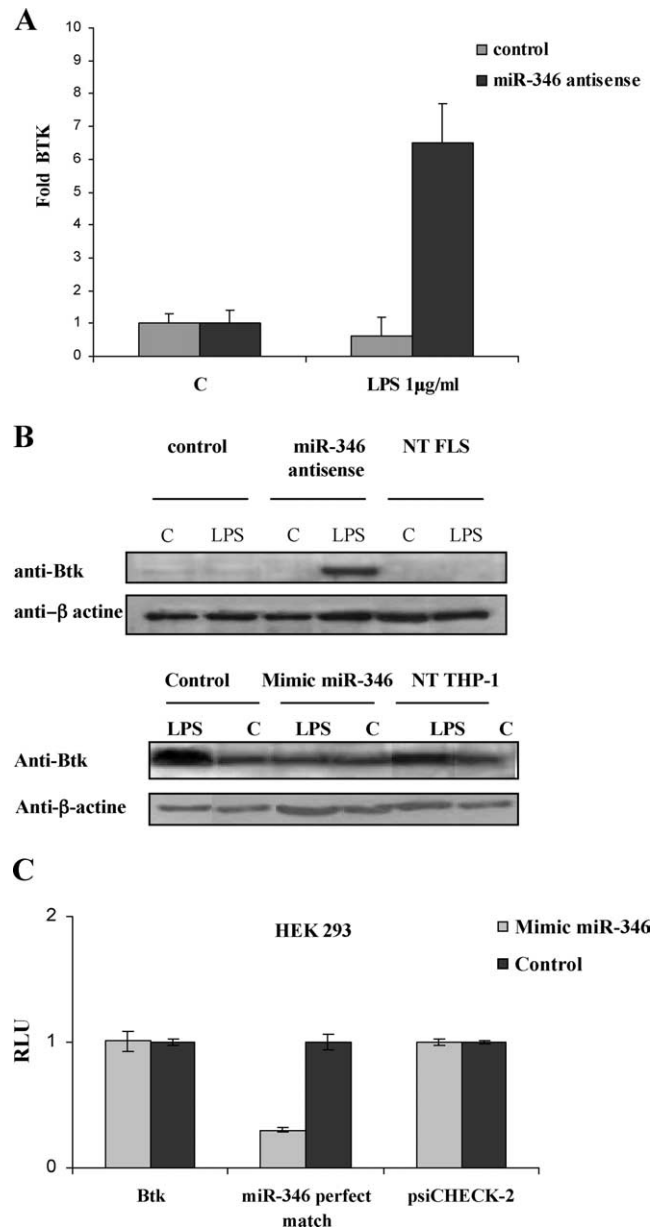 A
10
9
8
7
6
5
4
3
2
1
0
Fold BTK
control
miR-346 antisense
C
LPS 1µg/ml
B
control
miR-346
antisense
NT FLS
C LPS C LPS C LPS
anti-Btk
anti–β actine
Control Mimic miR-346 NT THP-1
LPS C LPS C LPS C
Anti-Btk
Anti-β-actine
C
2
1
0
RLU
HEK 293
Mimic miR-346
Control
Btk
miR-346 perfect
match
psiCHECK-2